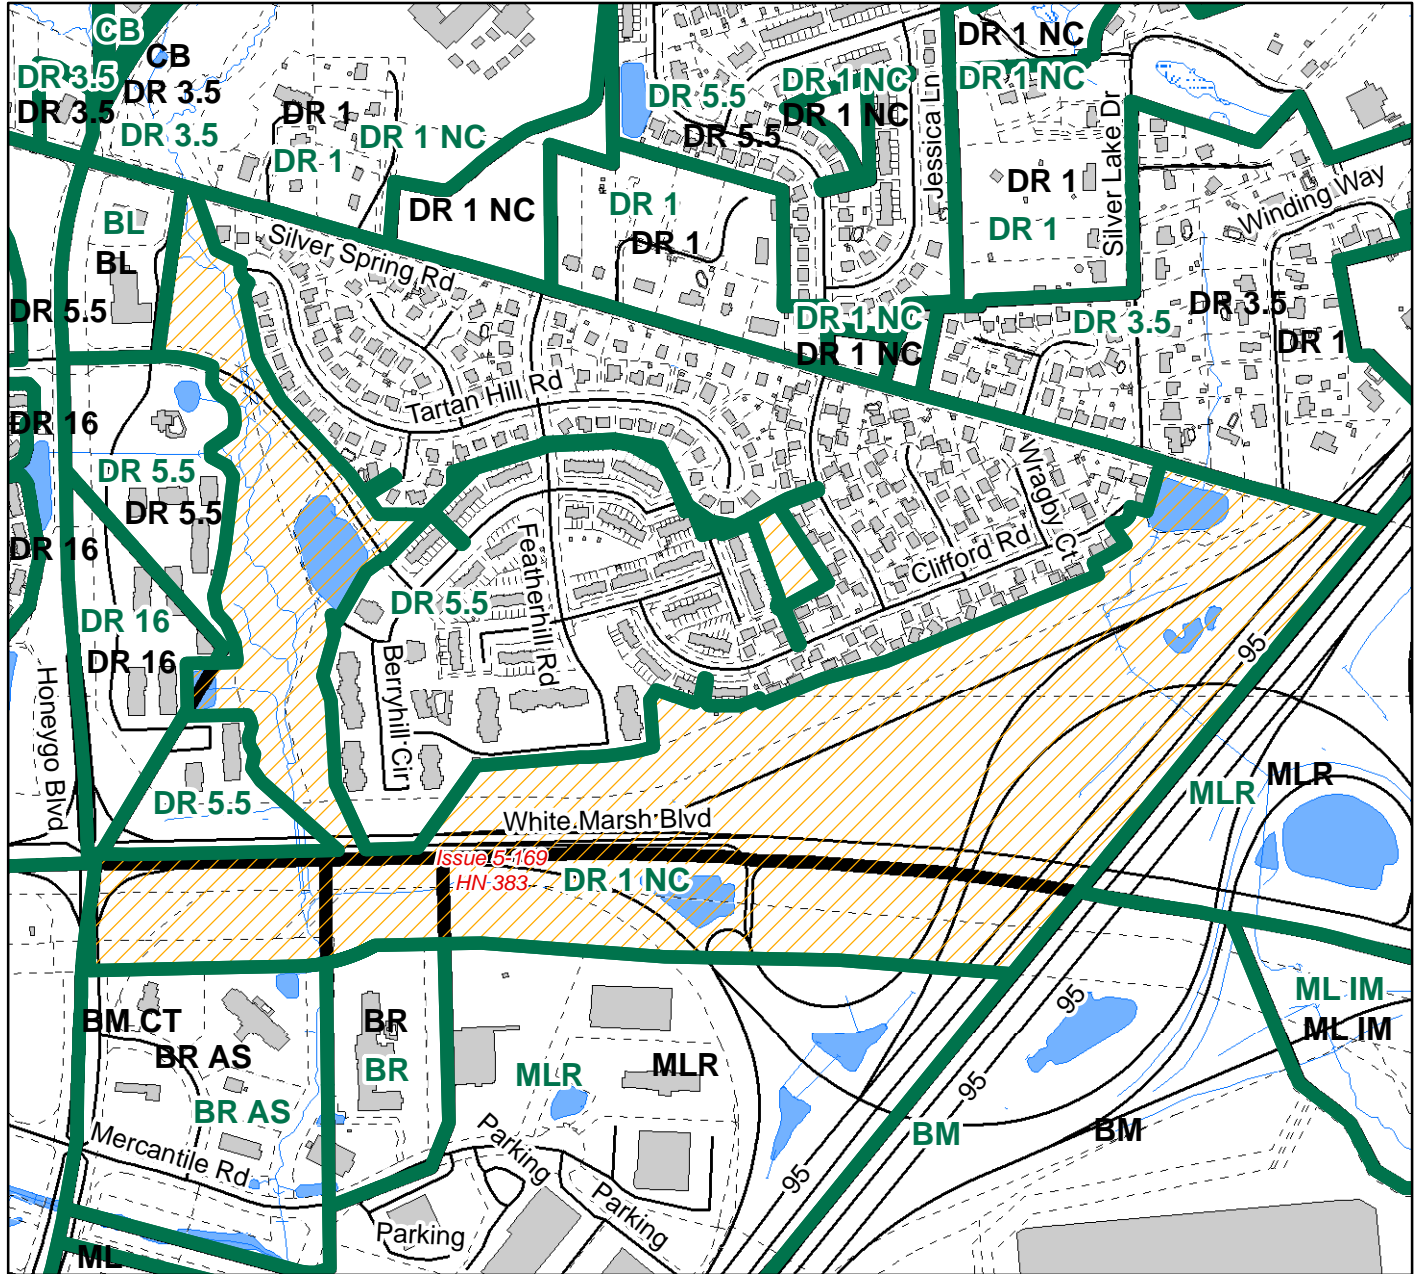 CB
CB
DR 3.5
DR 3.5
DR 3.5
DR 3.5
DR 1
DR 1 NC
DR 1
DR 5.5
DR 1 NC
DR 1 NC
DR 5.5
Jessica Ln
DR 1 NC
DR 1 NC
Silver Lake Dr
DR 1
DR 1
Winding Way
BL
BL
DR 5.5
Silver Spring Rd
DR 1 NC
DR 1
DR 1
DR 1 NC
DR 1 NC
DR 3.5
DR 3.5
DR 1
Tartan Hill Rd
DR 16
DR 5.5
DR 5.5
DR 16
Featherhill Rd
Wragby Ct
Clifford Rd
DR 5.5
DR 16
DR 16
Honeygo Blvd
Berryhill Cir
DR 5.5
White Marsh Blvd
Issue 5-169
HN 383
DR 1 NC
95
MLR
MLR
BM CT
BR AS
BR AS
BR
BR
MLR
MLR
95
ML IM
ML IM
95
BM
BM
Mercantile Rd
Parking
Parking
Parking
95
ML